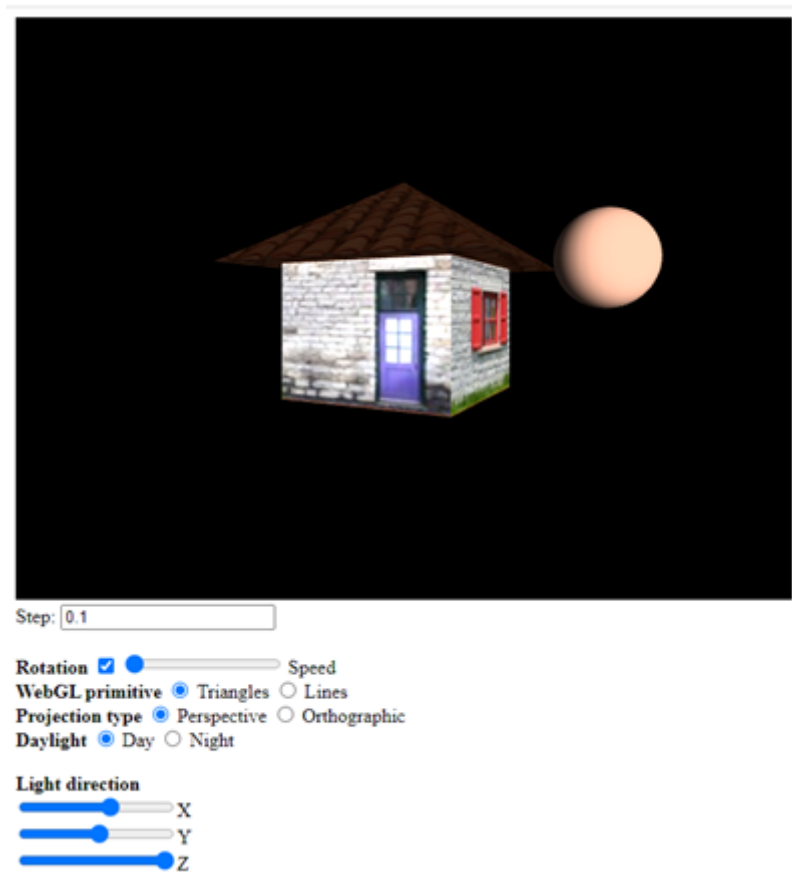 Step: 0.1
Rotation Speed
WebGL primitive Triangles Lines
Projection type Perspective Orthographic
Daylight Day Night
Light direction
X
Y
Z